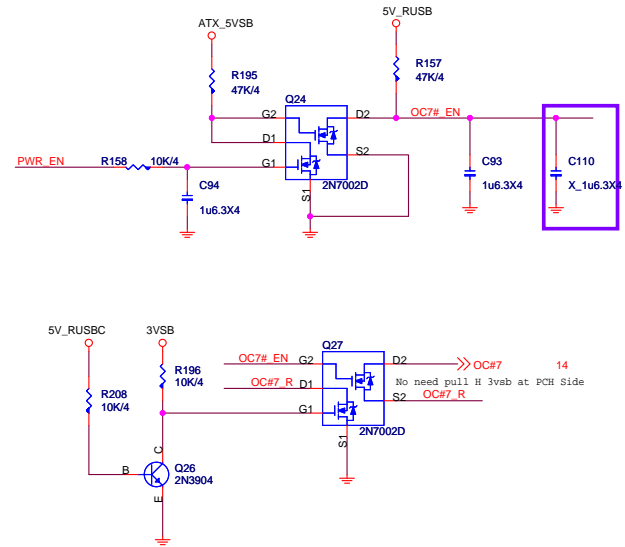 ATX_5VSB
5V_RUSB
R195
47K/4
R157
47K/4
Q24
G2
D2
OC7#_EN
D1
S2
PWR_EN
R158
10K/4
G1
C94
1u6.3X4
S1
2N7002D
C93
1u6.3X4
C110
X_1u6.3X4
5V_RUSBC
3VSB
Q27
R196
10K/4
OC7#_EN
G2
D2
OC#7
14
No need pull H 3vsb at PCH Side
R208
10K/4
OC#7_R
D1
S2
OC#7_R
G1
S1
2N7002D
C
B
Q26
2N3904
E